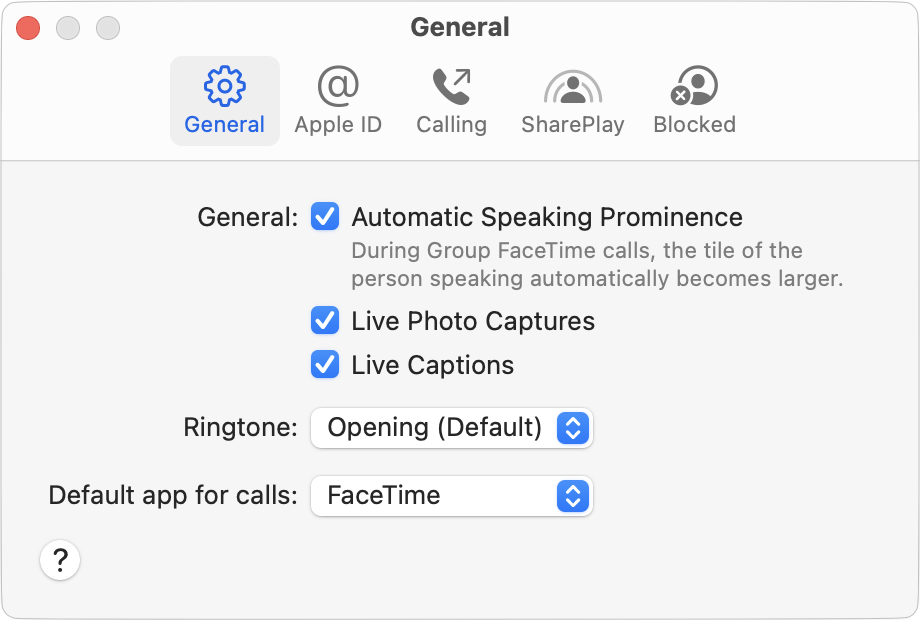 General
General
Apple ID
Calling
SharePlay
Blocked
General: Automatic Speaking Prominence
During Group FaceTime calls, the tile of the
person speaking automatically becomes larger.
Live Photo Captures
Live Captions
Ringtone: Opening (Default)
Default app for calls: FaceTime
?